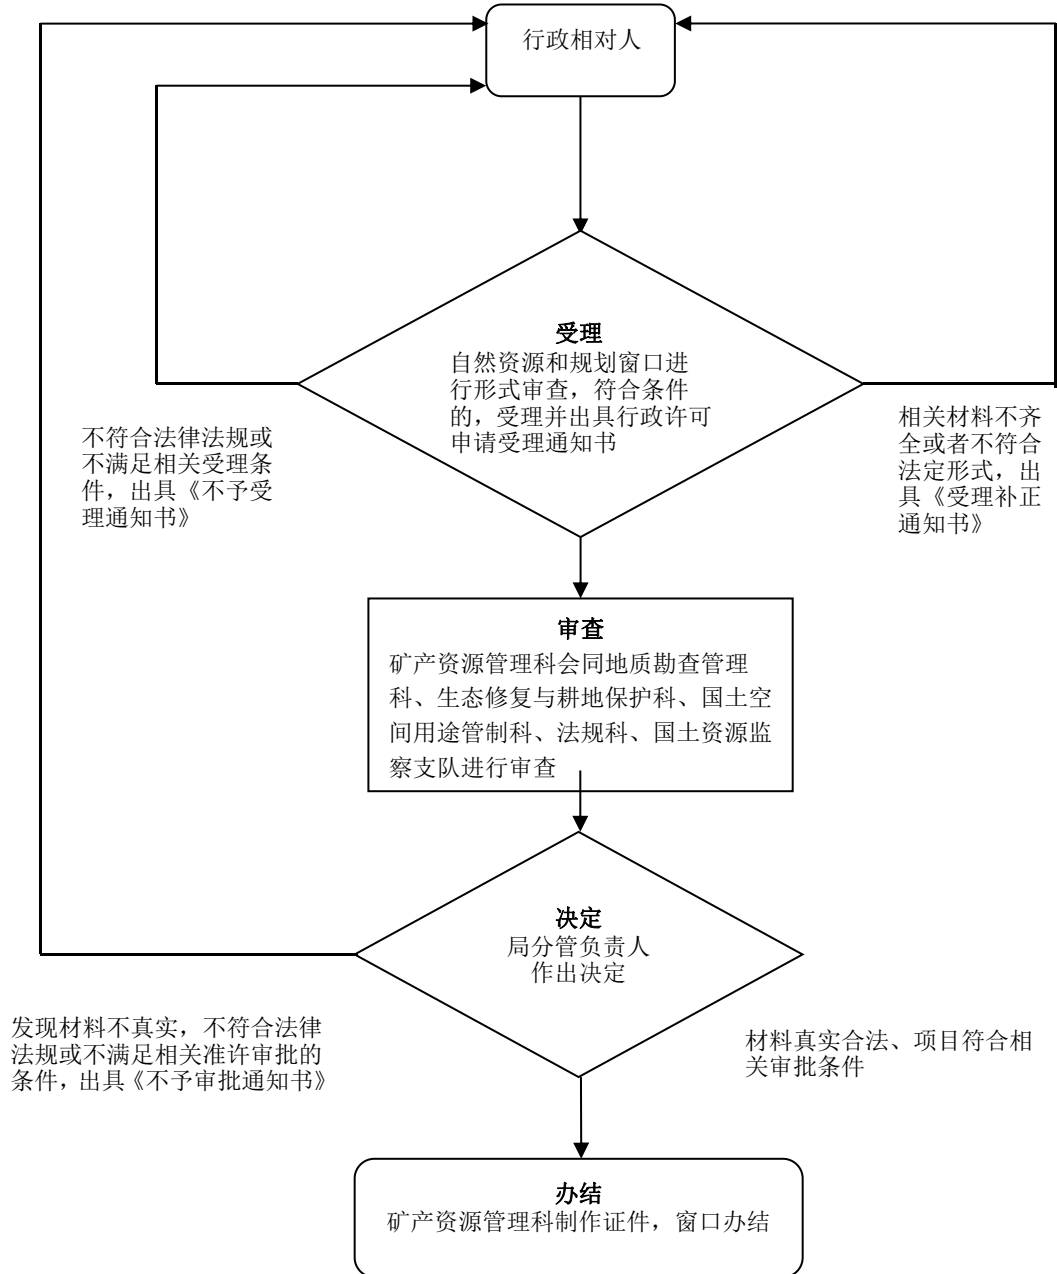 行政相对人
受理
自然资源和规划窗口进
行形式审查，符合条件
的，受理并出具行政许可
申请受理通知书
不符合法律法规或
不满足相关受理条
件，出具《不予受
理通知书》
相关材料不齐
全或者不符合
法定形式，出
具《受理补正
通知书》
审查
矿产资源管理科会同地质勘查管理
科、生态修复与耕地保护科、国土空
间用途管制科、法规科、国土资源监
察支队进行审查
决定
局分管负责人
作出决定
发现材料不真实，不符合法律
法规或不满足相关准许审批的
条件，出具《不予审批通知书》
材料真实合法、项目符合相
关审批条件
办结
矿产资源管理科制作证件，窗口办结